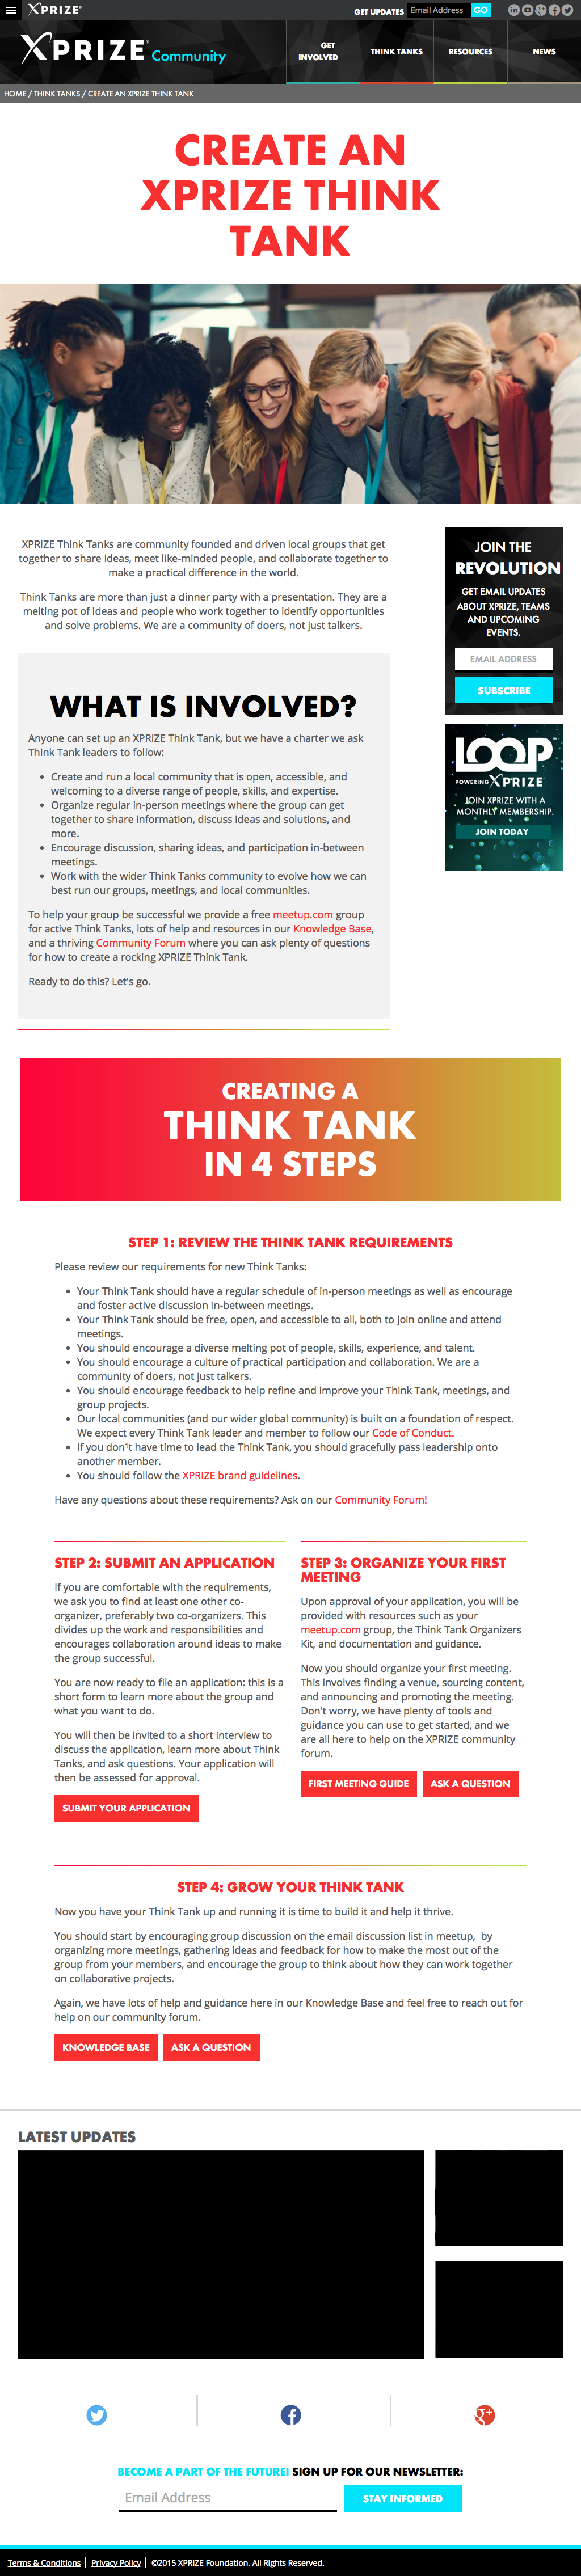 XPRIZE
GET UPDATES Email Address GO
XPRIZE Community
GET INVOLVED
THINK TANKS
RESOURCES
NEWS
HOME / THINK TANKS / CREATE AN XPRIZE THINK TANK
CREATE AN
XPRIZE THINK
TANK
XPRIZE Think Tanks are community founded and driven local groups that get
together to share ideas, meet like-minded people, and collaborate together to
make a practical difference in the world.
Think Tanks are more than just a dinner party with a presentation. They are a
melting pot of ideas and people who work together to identify opportunities
and solve problems. We are a community of doers, not just talkers.
JOIN THE
REVOLUTION
GET EMAIL UPDATES
ABOUT XPRIZE, TEAMS
AND UPCOMING
EVENTS.
EMAIL ADDRESS
SUBSCRIBE
LOOP
POWERING XPRIZE
JOIN XPRIZE WITH A
MONTHLY MEMBERSHIP.
JOIN TODAY
WHAT IS INVOLVED?
Anyone can set up an XPRIZE Think Tank, but we have a charter we ask
Think Tank leaders to follow:
• Create and run a local community that is open, accessible, and
welcoming to a diverse range of people, skills, and expertise.
• Organize regular in-person meetings where the group can get
together to share information, discuss ideas and solutions, and
more.
• Encourage discussion, sharing ideas, and participation in-between
meetings.
• Work with the wider Think Tanks community to evolve how we can
best run our groups, meetings, and local communities.
To help your group be successful we provide a free meetup.com group
for active Think Tanks, lots of help and resources in our Knowledge Base,
and a thriving Community Forum where you can ask plenty of questions
for how to create a rocking XPRIZE Think Tank.
Ready to do this? Let's go.
CREATING A
THINK TANK
IN 4 STEPS
STEP 1: REVIEW THE THINK TANK REQUIREMENTS
Please review our requirements for new Think Tanks:
• Your Think Tank should have a regular schedule of in-person meetings as well as encourage
and foster active discussion in-between meetings.
• Your Think Tank should be free, open, and accessible to all, both to join online and attend
meetings.
• You should encourage a diverse melting pot of people, skills, experience, and talent.
• You should encourage a culture of practical participation and collaboration. We are a
community of doers, not just talkers.
• You should encourage feedback to help refine and improve your Think Tank, meetings, and
group projects.
• Our local communities (and our wider global community) is built on a foundation of respect.
We expect every Think Tank leader and member to follow our Code of Conduct.
• If you don¹t have time to lead the Think Tank, you should gracefully pass leadership onto
another member.
• You should follow the XPRIZE brand guidelines.
Have any questions about these requirements? Ask on our Community Forum!
STEP 2: SUBMIT AN APPLICATION
If you are comfortable with the requirements,
we ask you to find at least one other co-
organizer, preferably two co-organizers. This
divides up the work and responsibilities and
encourages collaboration around ideas to make
the group successful.
You are now ready to file an application: this is a
short form to learn more about the group and
what you want to do.
You will then be invited to a short interview to
discuss the application, learn more about Think
Tanks, and ask questions. Your application will
then be assessed for approval.
SUBMIT YOUR APPLICATION
STEP 3: ORGANIZE YOUR FIRST
MEETING
Upon approval of your application, you will be
provided with resources such as your
meetup.com group, the Think Tank Organizers
Kit, and documentation and guidance.
Now you should organize your first meeting.
This involves finding a venue, sourcing content,
and announcing and promoting the meeting.
Don't worry, we have plenty of tools and
guidance you can use to get started, and we
are all here to help on the XPRIZE community
forum.
FIRST MEETING GUIDE
ASK A QUESTION
STEP 4: GROW YOUR THINK TANK
Now you have your Think Tank up and running it is time to build it and help it thrive.
You should start by encouraging group discussion on the email discussion list in meetup, by
organizing more meetings, gathering ideas and feedback for how to make the most out of the
group from your members, and encourage the group to think about how they can work together
on collaborative projects.
Again, we have lots of help and guidance here in our Knowledge Base and feel free to reach out for
help on our community forum.
KNOWLEDGE BASE
ASK A QUESTION
LATEST UPDATES
BECOME A PART OF THE FUTURE! SIGN UP FOR OUR NEWSLETTER:
Email Address
STAY INFORMED
Terms & Conditions | Privacy Policy | ©2015 XPRIZE Foundation. All Rights Reserved.